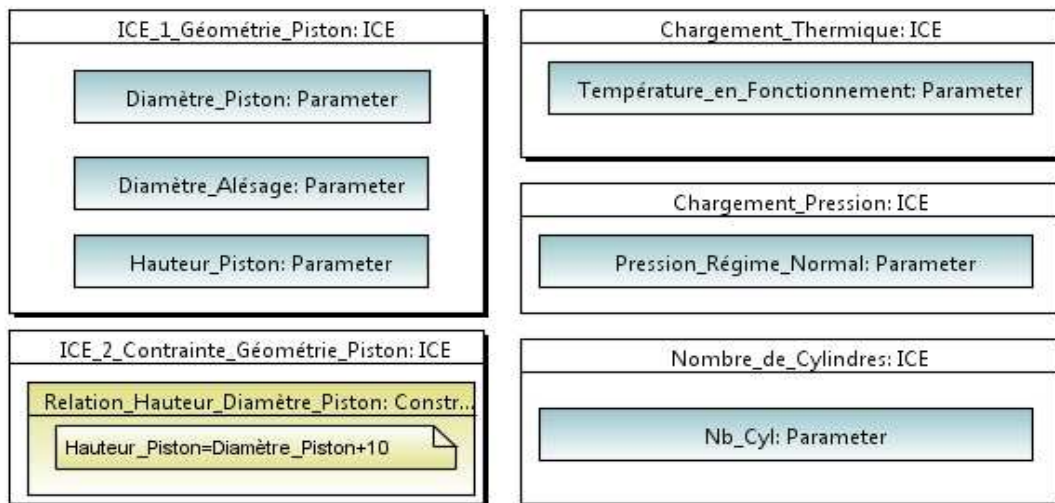 ICE_1_Géométrie_Piston: ICE
Diamètre_Piston: Parameter
Diamètre_Alésage: Parameter
Hauteur_Piston: Parameter
ICE_2_Contrainte_Géométrie_Piston: ICE
Relation_Hauteur_Diamètre_Piston: Constr...
Hauteur_Piston=Diamètre_Piston+10
Chargement_Thermique: ICE
Température_en_Fonctionnement: Parameter
Chargement_Pression: ICE
Pression_Régime_Normal: Parameter
Nombre_de_Cylindres: ICE
Nb_Cyl: Parameter